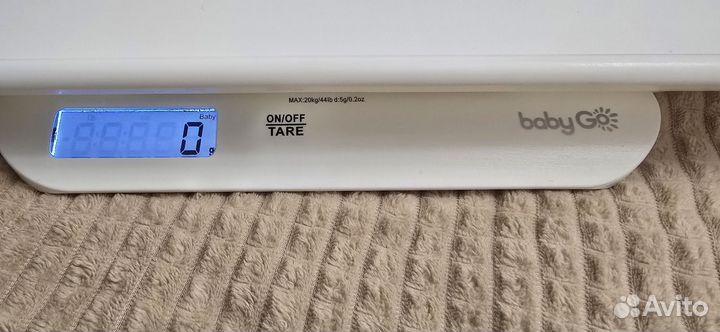 MAX:20kg/44lb d:5g/0.2oz
Baby
0
g
ON/OFF
TARE
babyGo
Avito